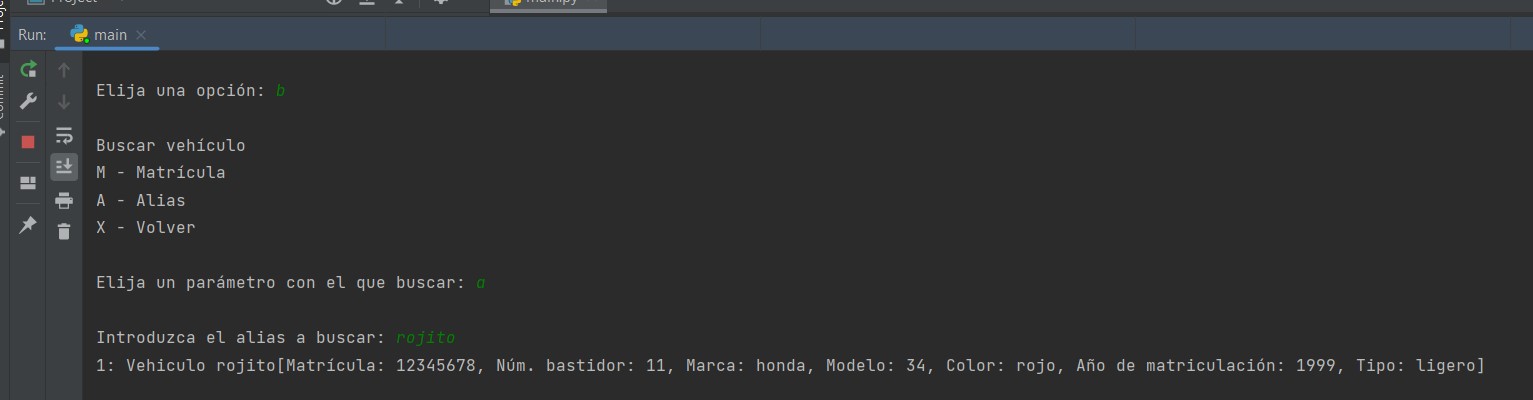 Project
main.py
Run: main
Elija una opción: b
Buscar vehículo
M - Matrícula
A - Alias
X - Volver
Elija un parámetro con el que buscar: a
Introduzca el alias a buscar: rojito
1: Vehiculo rojito[Matrícula: 12345678, Núm. bastidor: 11, Marca: honda, Modelo: 34, Color: rojo, Año de matriculación: 1999, Tipo: ligero]